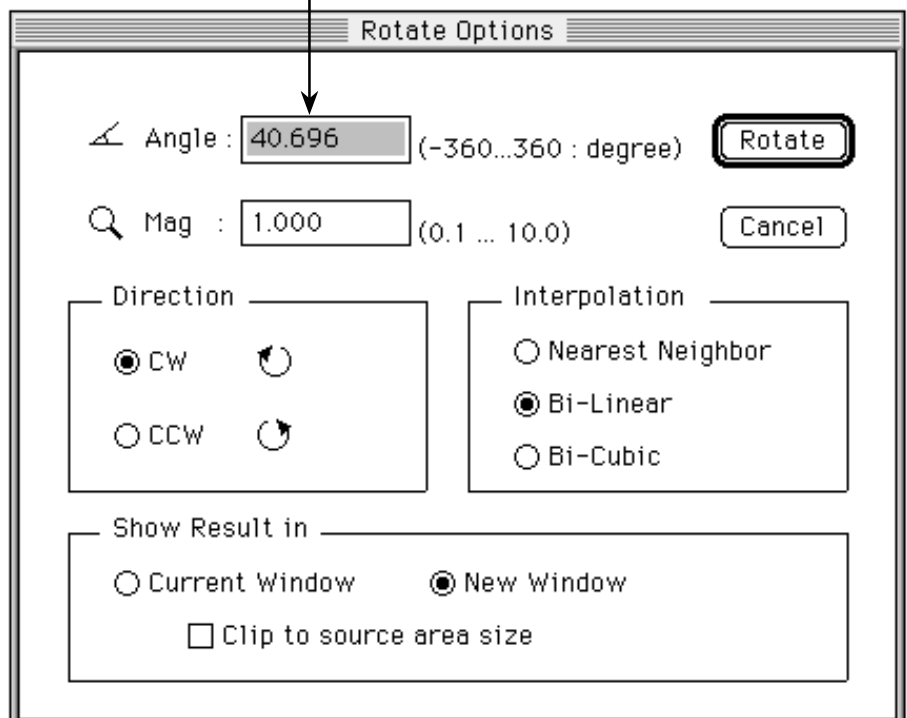 Rotate Options
Angle : 40.696 (-360...360 : degree) Rotate
Mag : 1.000 (0.1 ... 10.0) Cancel
Direction
CW
CCW
Interpolation
Nearest Neighbor
Bi-Linear
Bi-Cubic
Show Result in
Current Window New Window
Clip to source area size